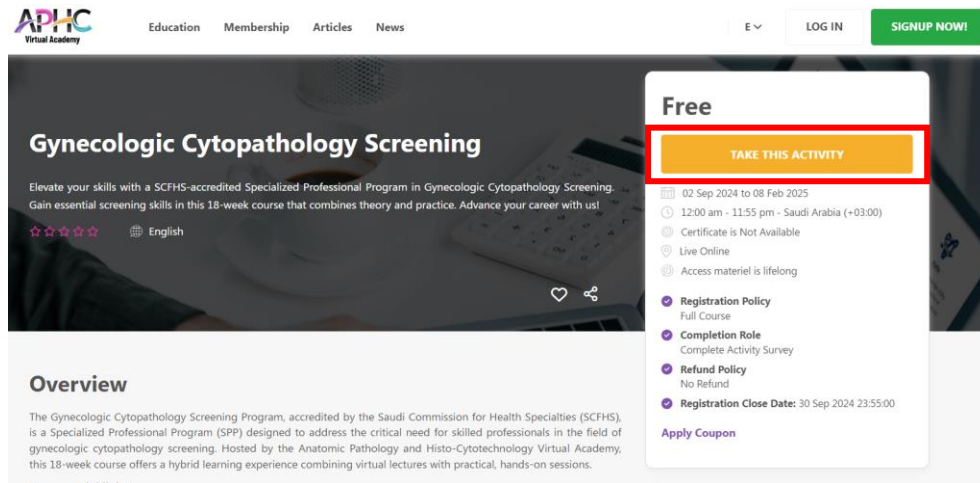 APHC
Virtual Academy
Education Membership Articles News
E
LOG IN
SIGNUP NOW!
Gynecologic Cytopathology Screening
Elevate your skills with a SCFHS-accredited Specialized Professional Program in Gynecologic Cytopathology Screening.
Gain essential screening skills in this 18-week course that combines theory and practice. Advance your career with us!
English
Free
TAKE THIS ACTIVITY
02 Sep 2024 to 08 Feb 2025
12:00 am - 11:55 pm - Saudi Arabia (+03:00)
Certificate is Not Available
Live Online
Access materiel is lifelong
Registration Policy
Full Course
Completion Role
Complete Activity Survey
Refund Policy
No Refund
Registration Close Date: 30 Sep 2024 23:55:00
Apply Coupon
Overview
The Gynecologic Cytopathology Screening Program, accredited by the Saudi Commission for Health Specialties (SCFHS),
is a Specialized Professional Program (SPP) designed to address the critical need for skilled professionals in the field of
gynecologic cytopathology screening. Hosted by the Anatomic Pathology and Histo-Cytotechnology Virtual Academy,
this 18-week course offers a hybrid learning experience combining virtual lectures with practical, hands-on sessions.